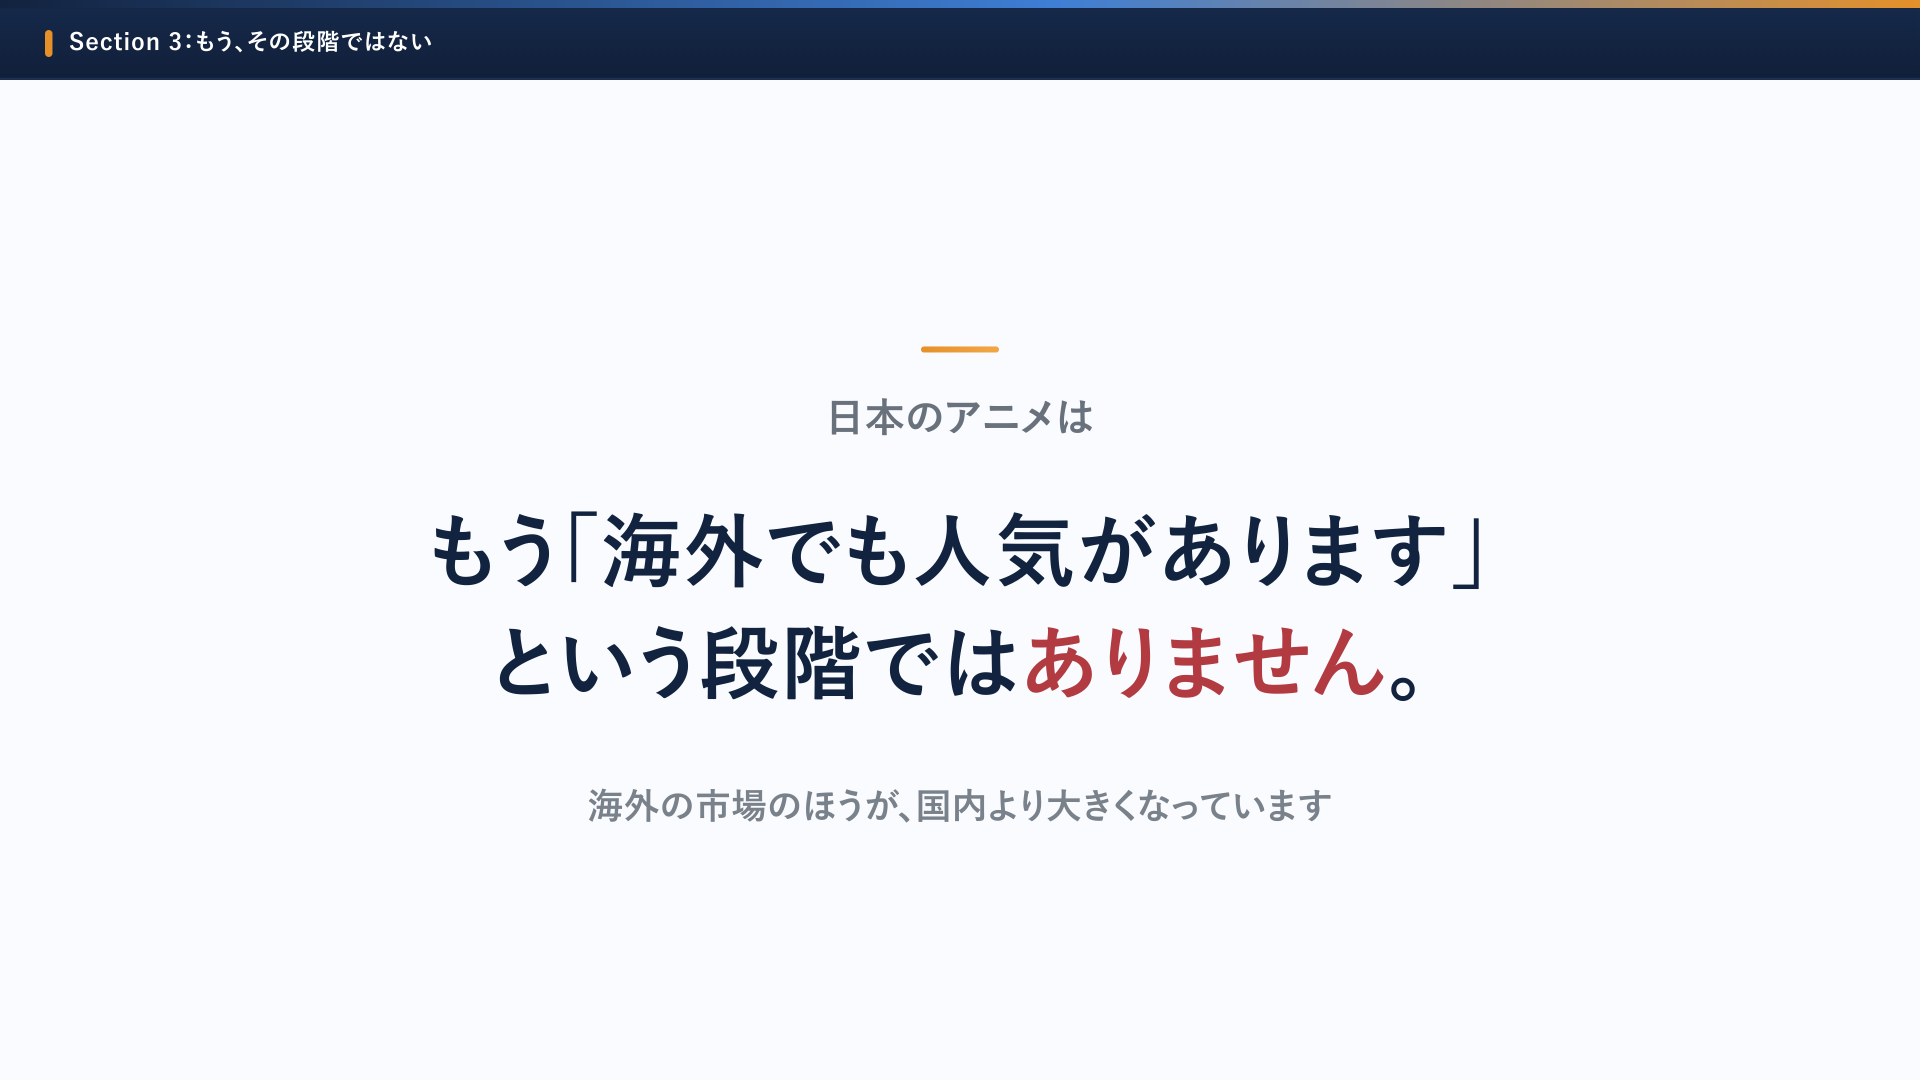 Section 3：もう、その段階ではない
日本のアニメは
もう「海外でも人気があります」
という段階ではありません。
海外の市場のほうが、国内より大きくなっています